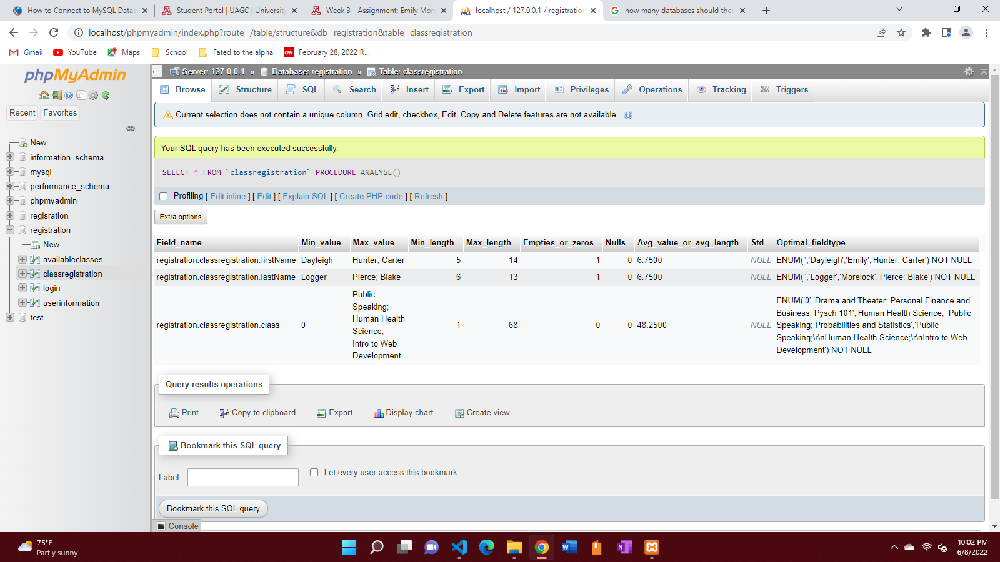 How to Connect to MySQL Datab
Student Portal | UAGC | University
Week 3 - Assignment: Emily More
localhost / 127.0.0.1 / registration
how many databases should ther
localhost/phpmyadmin/index.php?route=/table/structure&db=registration&table=classregistration
Gmail YouTube Maps School Fated to the alpha February 28, 2022 R...
phpMyAdmin
Recent Favorites
New
information_schema
mysql
performance_schema
phpmyadmin
regisration
registration
New
availableclasses
classregistration
login
userinformation
test
Server: 127.0.0.1 » Database: registration » Table: classregistration
Browse Structure SQL Search Insert Export Import Privileges Operations Tracking Triggers
Current selection does not contain a unique column. Grid edit, checkbox, Edit, Copy and Delete features are not available.
Your SQL query has been executed successfully.
SELECT * FROM `classregistration` PROCEDURE ANALYSE()
Profiling [ Edit inline ] [ Edit ] [ Explain SQL ] [ Create PHP code ] [ Refresh ]
Extra options
Field_name Min_value Max_value Min_length Max_length Empties_or_zeros Nulls Avg_value_or_avg_length Std Optimal_fieldtype
registration.classregistration.firstName Dayleigh Hunter; Carter 5 14 1 0 6.7500 NULL ENUM('','Dayleigh','Emily','Hunter; Carter') NOT NULL
registration.classregistration.lastName Logger Pierce; Blake 6 13 1 0 6.7500 NULL ENUM('','Logger','Morelock','Pierce; Blake') NOT NULL
registration.classregistration.class 0
Public
Speaking;
Human Health
Science;
Intro to Web
Development
1 68 0 0 48.2500 NULL
ENUM('0','Drama and Theater; Personal Finance and
Business; Pysch 101','Human Health Science;  Public
Speaking; Probabilities and Statistics','Public
Speaking;\r\nHuman Health Science;\r\nIntro to Web
Development') NOT NULL
Query results operations
Print Copy to clipboard Export Display chart Create view
Bookmark this SQL query
Label: Let every user access this bookmark
Bookmark this SQL query
Console
75°F
Partly sunny
10:02 PM
6/8/2022